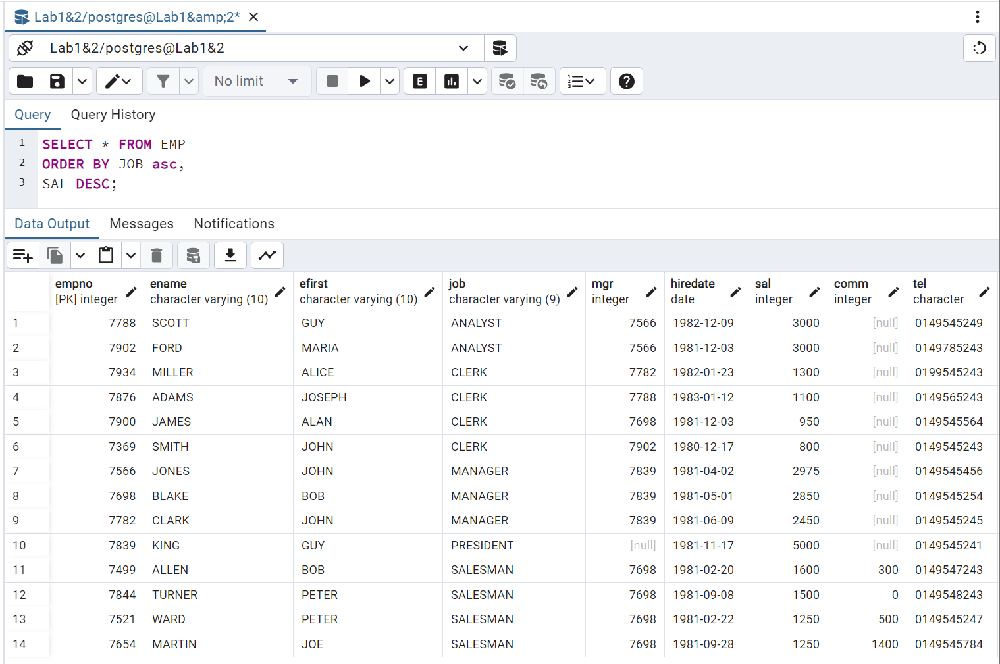 Lab1&2/postgres@Lab1&amp;2*
Lab1&2/postgres@Lab1&2
No limit
E
Query Query History
1 SELECT * FROM EMP
2 ORDER BY JOB asc,
3 SAL DESC;
Data Output Messages Notifications
empno ename efirst job mgr hiredate sal comm tel
[PK] integer character varying (10) character varying (10) character varying (9) integer date integer integer character
1 7788 SCOTT GUY ANALYST 7566 1982-12-09 3000 [null] 0149545249
2 7902 FORD MARIA ANALYST 7566 1981-12-03 3000 [null] 0149785243
3 7934 MILLER ALICE CLERK 7782 1982-01-23 1300 [null] 0199545243
4 7876 ADAMS JOSEPH CLERK 7788 1983-01-12 1100 [null] 0149565243
5 7900 JAMES ALAN CLERK 7698 1981-12-03 950 [null] 0149545564
6 7369 SMITH JOHN CLERK 7902 1980-12-17 800 [null] 0149545243
7 7566 JONES JOHN MANAGER 7839 1981-04-02 2975 [null] 0149545456
8 7698 BLAKE BOB MANAGER 7839 1981-05-01 2850 [null] 0149545254
9 7782 CLARK JOHN MANAGER 7839 1981-06-09 2450 [null] 0149545245
10 7839 KING GUY PRESIDENT [null] 1981-11-17 5000 [null] 0149545241
11 7499 ALLEN BOB SALESMAN 7698 1981-02-20 1600 300 0149547243
12 7844 TURNER PETER SALESMAN 7698 1981-09-08 1500 0 0149548243
13 7521 WARD PETER SALESMAN 7698 1981-02-22 1250 500 0149545247
14 7654 MARTIN JOE SALESMAN 7698 1981-09-28 1250 1400 0149545784